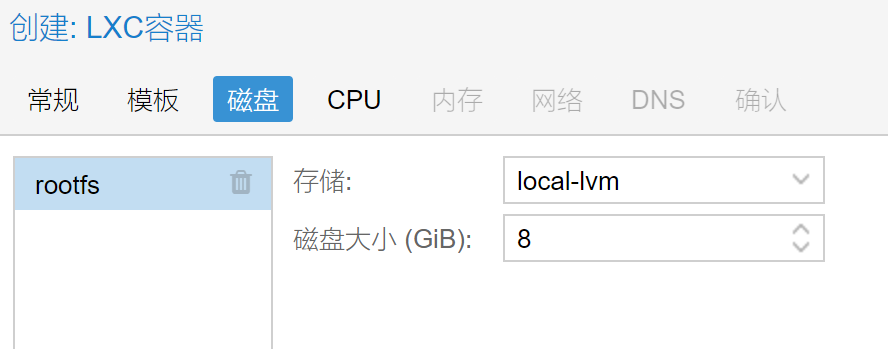 创建: LXC容器
常规 模板 磁盘 CPU 内存 网络 DNS 确认
rootfs 存储: local-lvm
磁盘大小 (GiB): 8